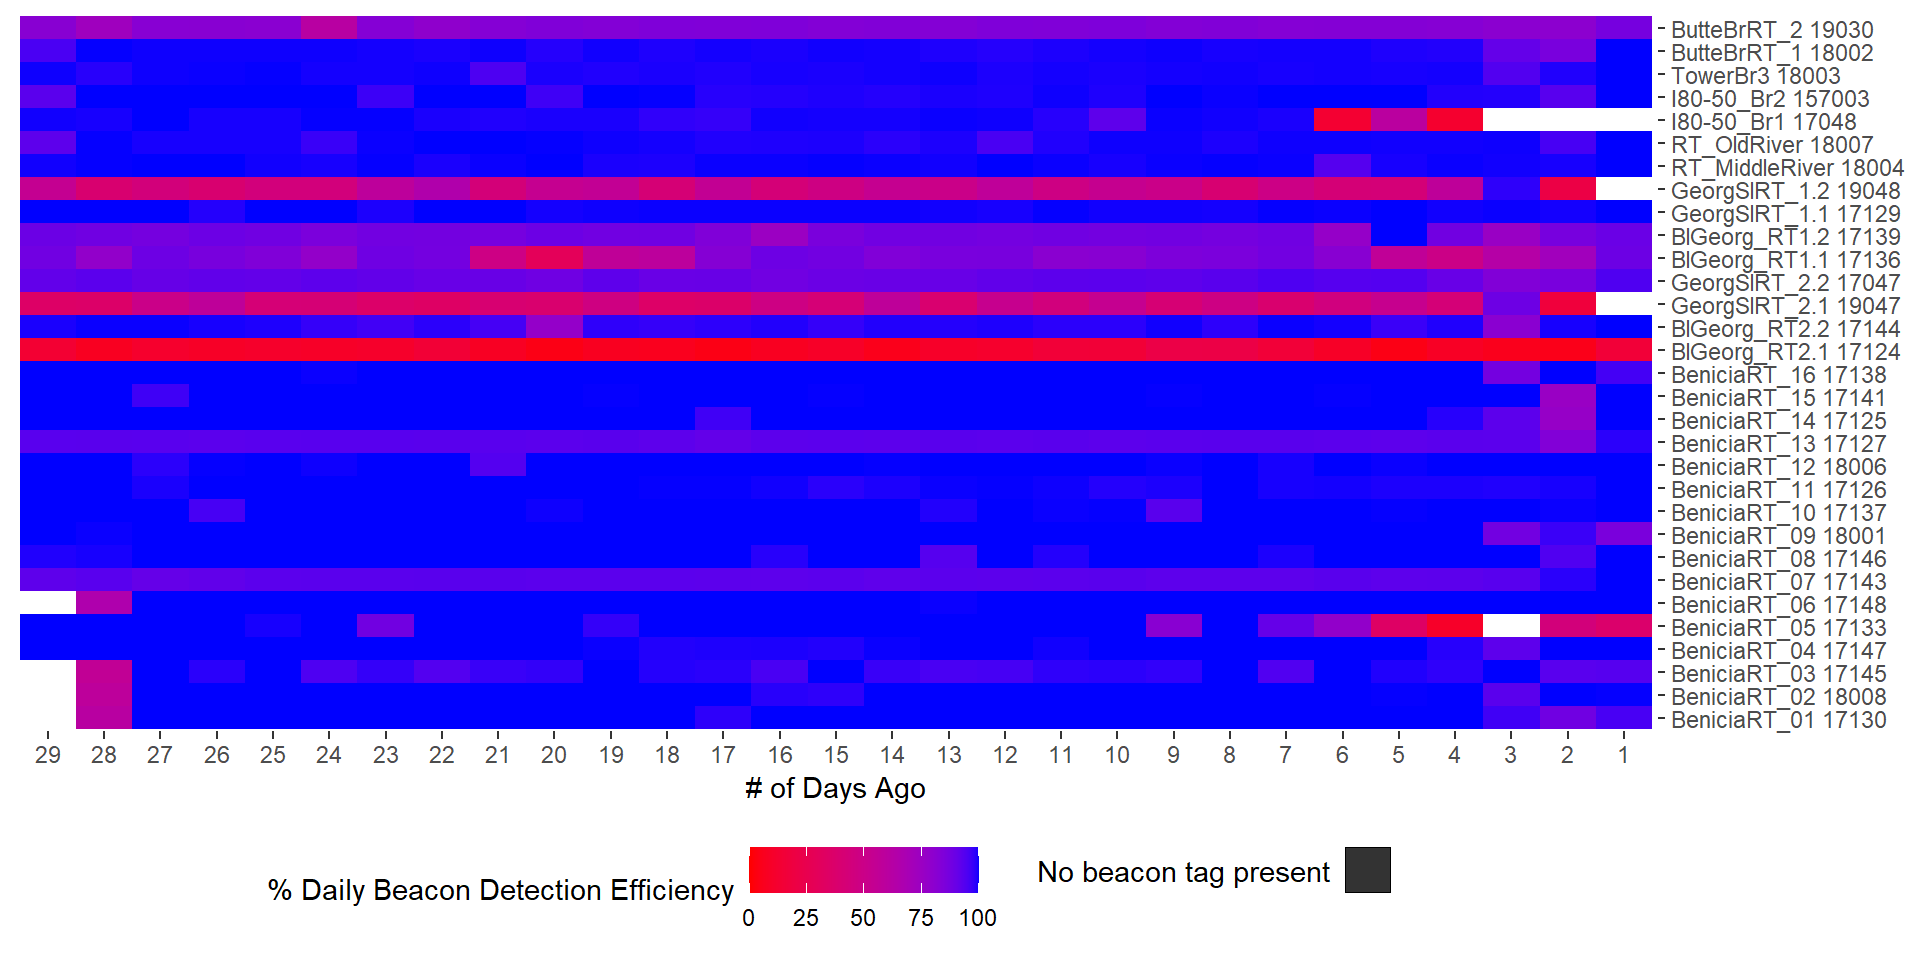 ButteBrRT_2 19030
ButteBrRT_1 18002
TowerBr3 18003
I80-50_Br2 157003
I80-50_Br1 17048
RT_OldRiver 18007
RT_MiddleRiver 18004
GeorgSlRT_1.2 19048
GeorgSlRT_1.1 17129
BlGeorg_RT1.2 17139
BlGeorg_RT1.1 17136
GeorgSlRT_2.2 17047
GeorgSlRT_2.1 19047
BlGeorg_RT2.2 17144
BlGeorg_RT2.1 17124
BeniciaRT_16 17138
BeniciaRT_15 17141
BeniciaRT_14 17125
BeniciaRT_13 17127
BeniciaRT_12 18006
BeniciaRT_11 17126
BeniciaRT_10 17137
BeniciaRT_09 18001
BeniciaRT_08 17146
BeniciaRT_07 17143
BeniciaRT_06 17148
BeniciaRT_05 17133
BeniciaRT_04 17147
BeniciaRT_03 17145
BeniciaRT_02 18008
BeniciaRT_01 17130
29 28 27 26 25 24 23 22 21 20 19 18 17 16 15 14 13 12 11 10 9 8 7 6 5 4 3 2 1
# of Days Ago
% Daily Beacon Detection Efficiency
0 25 50 75 100
No beacon tag present